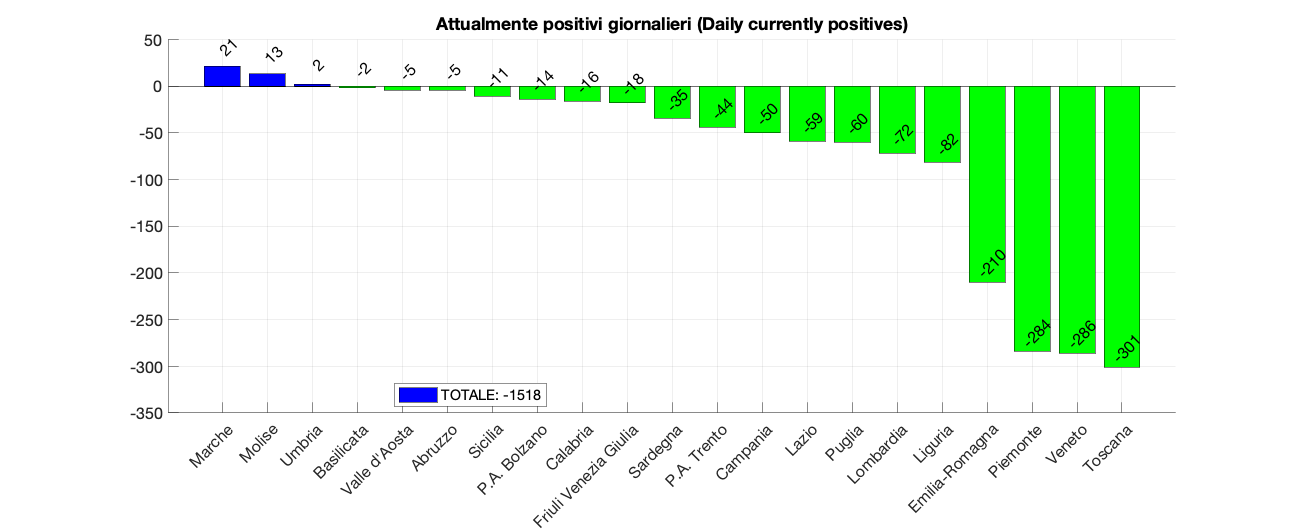 Attualmente positivi giornalieri (Daily currently positives)
50
0
-50
-100
-150
-200
-250
-300
-350
21
13
2
-2
-5
-5
-11
-14
-16
-18
-35
-44
-50
-59
-60
-72
-82
-210
-284
-286
-301
TOTALE: -1518
Marche
Molise
Umbria
Basilicata
Valle d'Aosta
Abruzzo
Sicilia
P.A. Bolzano
Calabria
Friuli Venezia Giulia
Sardegna
P.A. Trento
Campania
Lazio
Puglia
Lombardia
Liguria
Emilia-Romagna
Piemonte
Veneto
Toscana